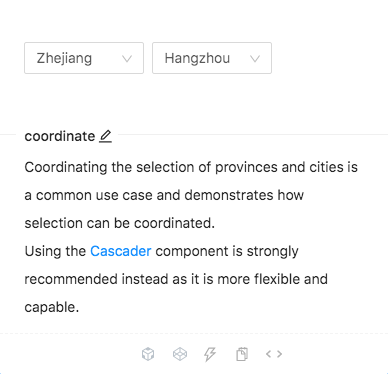 Zhejiang Hangzhou
coordinate
Coordinating the selection of provinces and cities is
a common use case and demonstrates how
selection can be coordinated.
Using the Cascader component is strongly
recommended instead as it is more flexible and
capable.